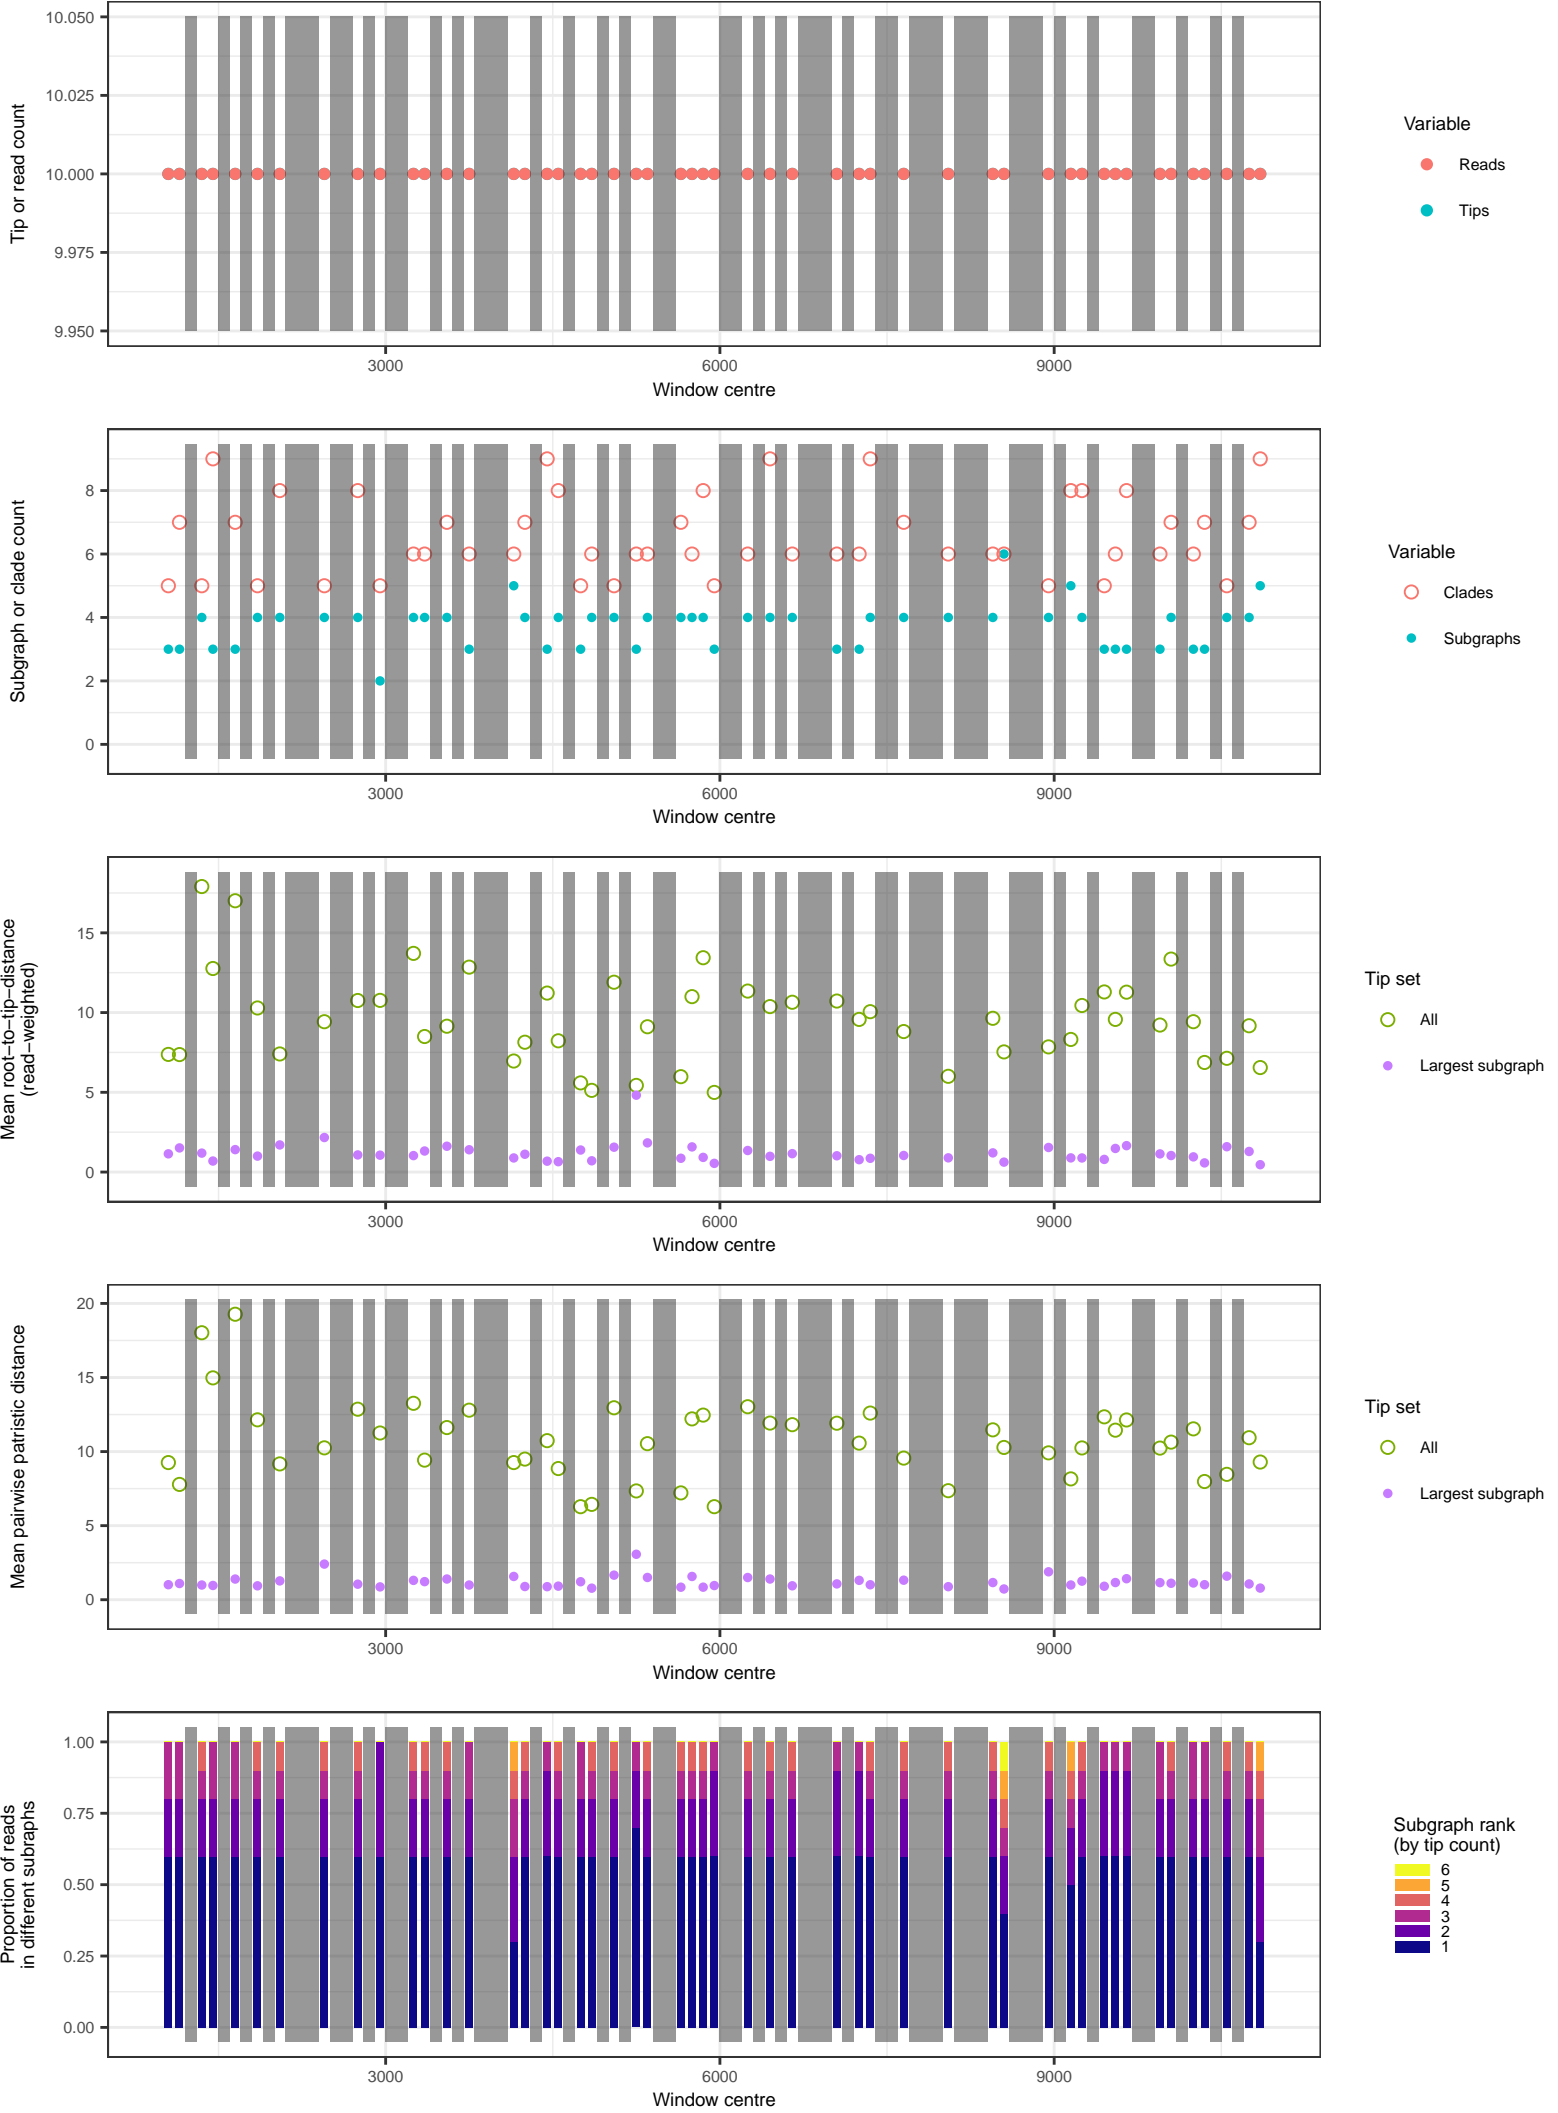 10.050
10.025
10.000
9.975
9.950
Tip or read count
3000 6000 9000
Window centre
Variable
Reads
Tips
8
6
4
2
0
Subgraph or clade count
3000 6000 9000
Window centre
Variable
Clades
Subgraphs
15
10
5
0
Mean root−to−tip−distance
(read−weighted)
3000 6000 9000
Window centre
Tip set
All
Largest subgraph
20
15
10
5
0
Mean pairwise patristic distance
3000 6000 9000
Window centre
Tip set
All
Largest subgraph
1.00
0.75
0.50
0.25
0.00
Proportion of reads
in different subraphs
3000 6000 9000
Window centre
Subgraph rank
(by tip count)
6
5
4
3
2
1